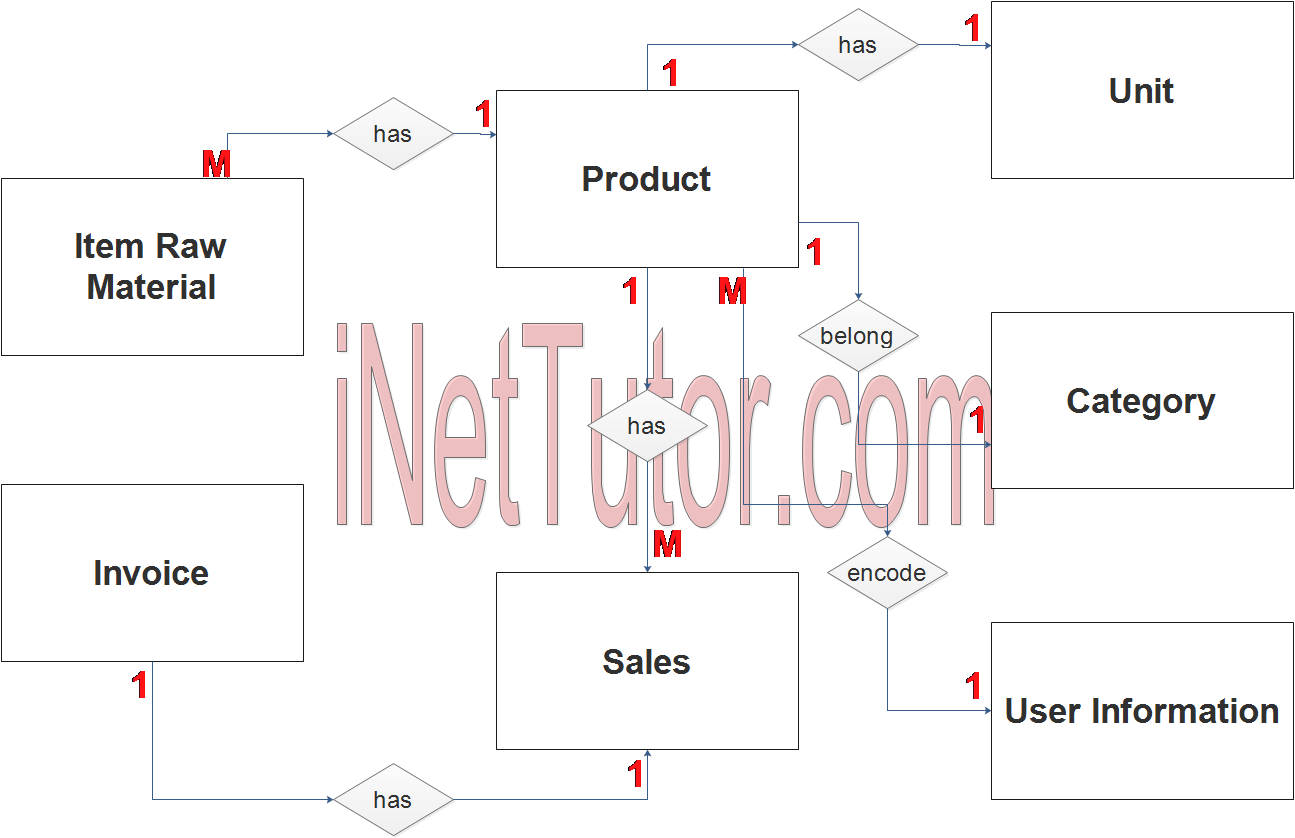 has
1
Unit
1
1
has
Product
M
Item Raw
Material
1
1
M
belong
iNetTutor.com
Category
1
has
M
Invoice
encode
Sales
1
1
User Information
1
has